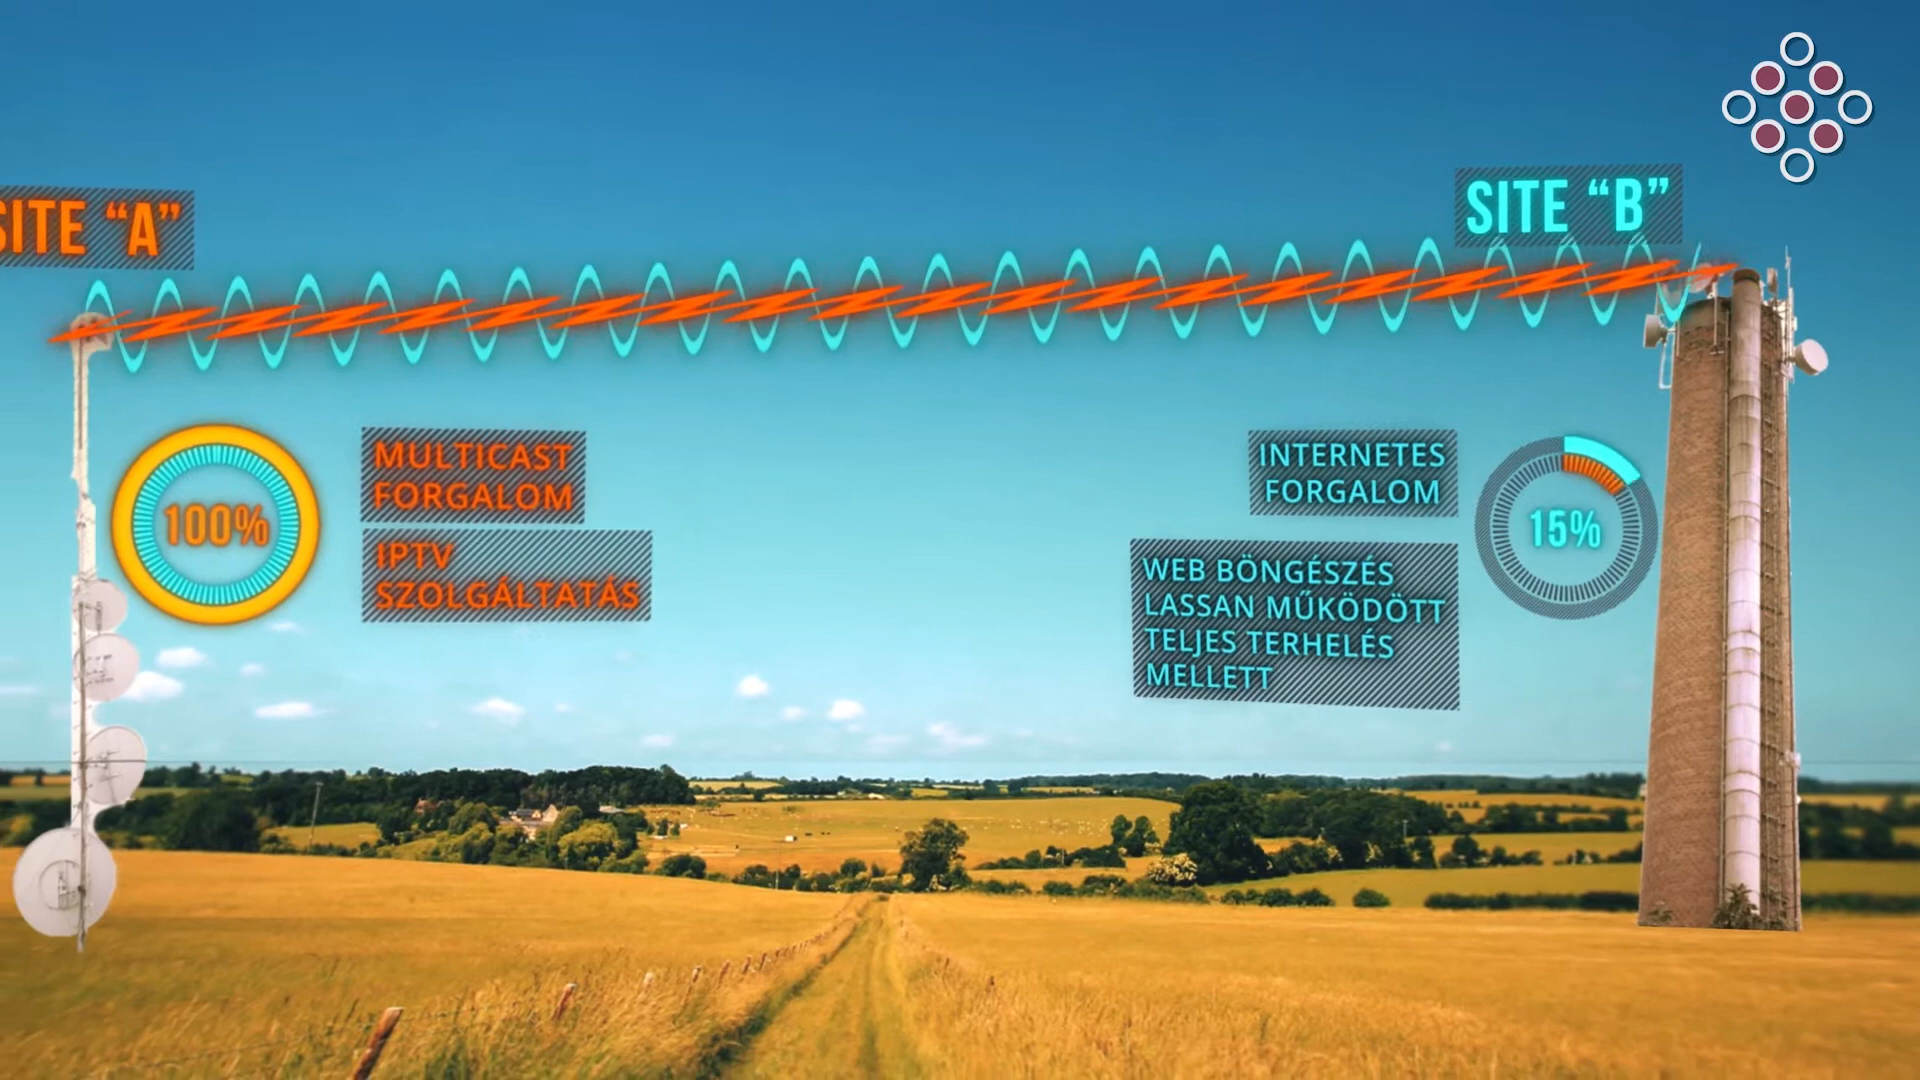 SITE “A”
SITE “B”
100%
MULTICAST
FORGALOM
IPTV
SZOLGÁLTATÁS
INTERNETES
FORGALOM
15%
WEB BÖNGÉSZÉS
LASSAN MŰKÖDÖTT
TELJES TERHELÉS
MELLETT